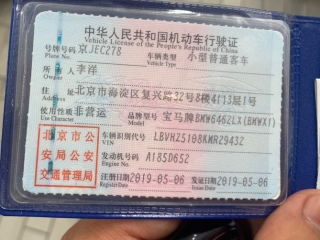 中华人民共和国机动车行驶证
Vehicle License of the People's Republic of China
号牌号码 京JEC278 车辆类型 小型普通客车
Plate No. Vehicle Type
所有人 李洋
Owner
住址 北京市海淀区复兴路32号8楼4门3层1号
Address
使用性质 非营运 品牌型号 宝马牌BMW6462LX(BMWX1)
Use Character Model
北京市公
安局公安
交通管理局
车辆识别代号 LBVHZ5108KMR29432
VIN
发动机号码 A185D652
Engine No.
注册日期 2019-05-06 发证日期 2019-05-06
Register Date Issue Date